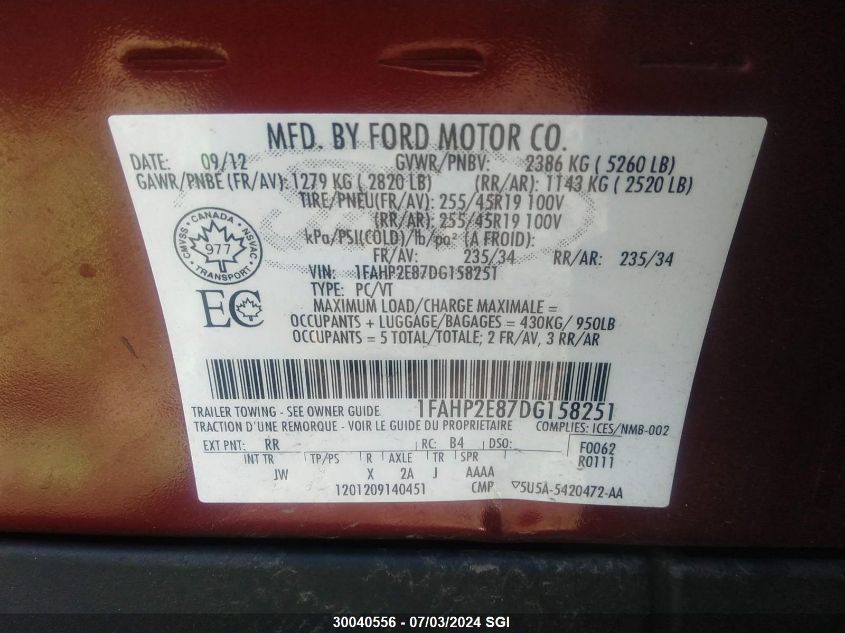 MFD. BY FORD MOTOR CO.
DATE: 09/12 GVWR/PNBV: 2386 KG ( 5260 LB)
GAWR/PNBE (FR/AV): 1279 KG ( 2820 LB) (RR/AR): 1143 KG ( 2520 LB)
TIRE/PNEU(FR/AV): 255/45R19 100V
(RR/AR): 255/45R19 100V
kPa/PSI(COLD)/lb/po² (A FROID):
FR/AV: 235/34 RR/AR: 235/34
VIN: 1FAHP2E87DG158251
TYPE: PC/VT
MAXIMUM LOAD/CHARGE MAXIMALE =
OCCUPANTS + LUGGAGE/BAGAGES = 430KG/ 950LB
OCCUPANTS = 5 TOTAL/TOTALE; 2 FR/AV, 3 RR/AR
CANADA
CMVSS 977 NSVAC
TRANSPORT
EC
1FAHP2E87DG158251
TRAILER TOWING - SEE OWNER GUIDE
TRACTION D'UNE REMORQUE - VOIR LE GUIDE DU PROPRIETAIRE COMPLIES: ICES/NMB-002
EXT PNT: RR RC: B4 DSO: F0062
INT TR TP/PS R AXLE TR SPR R0111
JW X 2A J AAAA
1201209140451 CMP ▽5U5A-5420472-AA
30040556 - 07/03/2024 SGI